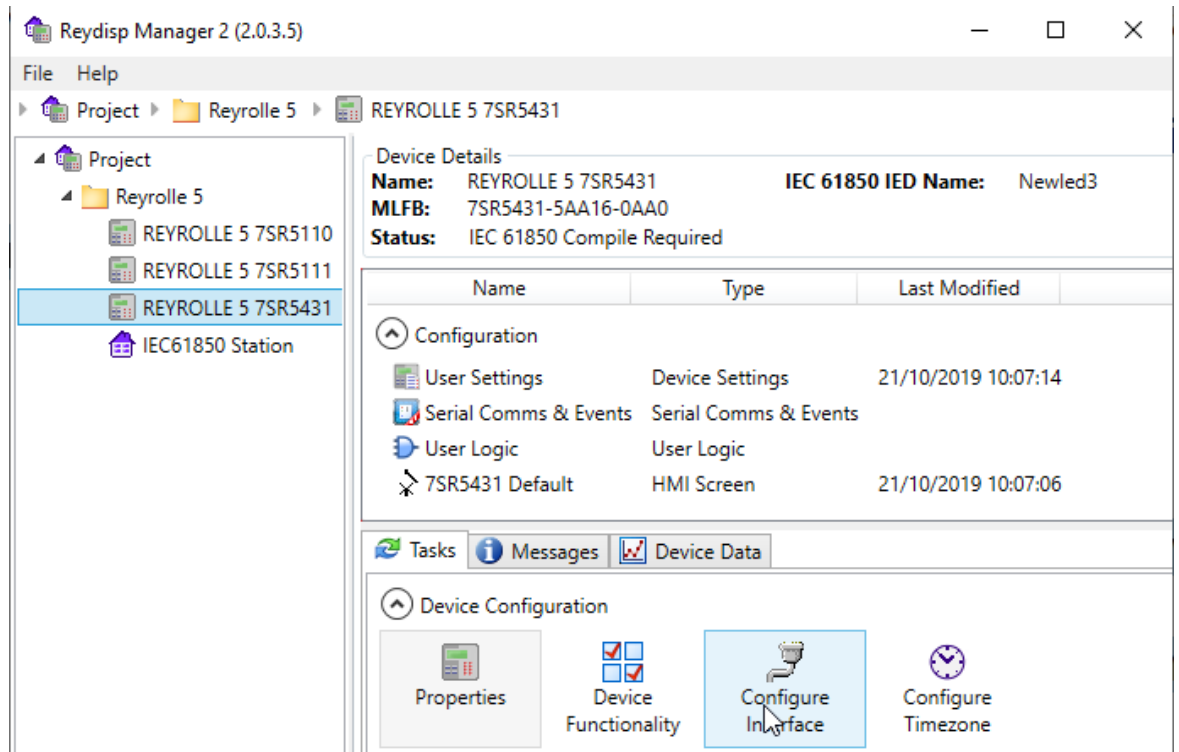 Reydisp Manager 2 (2.0.3.5)
File Help
Project Reyrolle 5 REYROLLE 5 7SR5431
Project
Reyrolle 5
REYROLLE 5 7SR5110
REYROLLE 5 7SR5111
REYROLLE 5 7SR5431
IEC61850 Station
Device Details
Name: REYROLLE 5 7SR5431 IEC 61850 IED Name: NewIed3
MLFB: 7SR5431-5AA16-0AA0
Status: IEC 61850 Compile Required
Name Type Last Modified
Configuration
User Settings Device Settings 21/10/2019 10:07:14
Serial Comms & Events Serial Comms & Events
User Logic User Logic
7SR5431 Default HMI Screen 21/10/2019 10:07:06
Tasks Messages Device Data
Device Configuration
Properties Device Functionality Configure Interface Configure Timezone